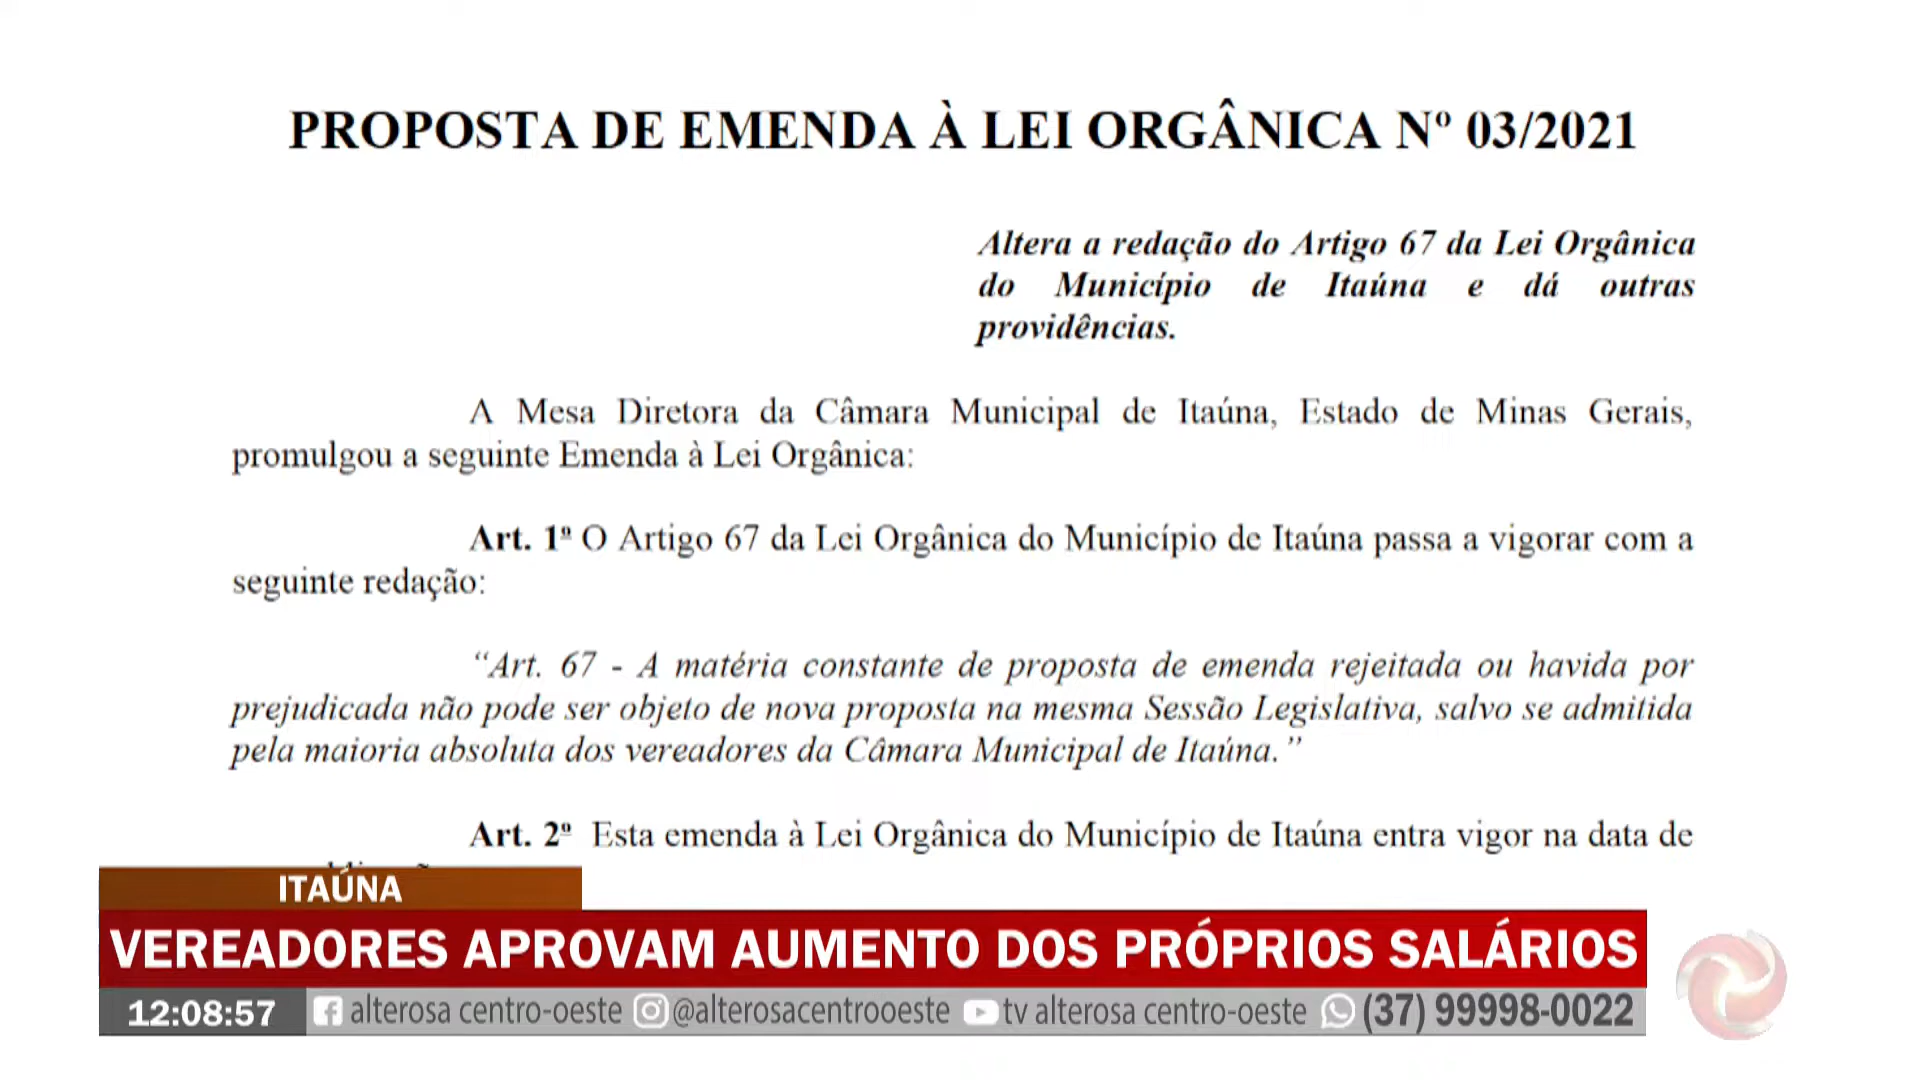 PROPOSTA DE EMENDA À LEI ORGÂNICA Nº 03/2021
Altera a redação do Artigo 67 da Lei Orgânica
do Município de Itaúna e dá outras
providências.
A Mesa Diretora da Câmara Municipal de Itaúna, Estado de Minas Gerais,
promulgou a seguinte Emenda à Lei Orgânica:
Art. 1º O Artigo 67 da Lei Orgânica do Município de Itaúna passa a vigorar com a
seguinte redação:
“Art. 67 - A matéria constante de proposta de emenda rejeitada ou havida por
prejudicada não pode ser objeto de nova proposta na mesma Sessão Legislativa, salvo se admitida
pela maioria absoluta dos vereadores da Câmara Municipal de Itaúna.”
Art. 2º Esta emenda à Lei Orgânica do Município de Itaúna entra vigor na data de
ITAÚNA
VEREADORES APROVAM AUMENTO DOS PRÓPRIOS SALÁRIOS
12:08:57 alterosa centro-oeste @alterosacentrooeste tv alterosa centro-oeste (37) 99998-0022